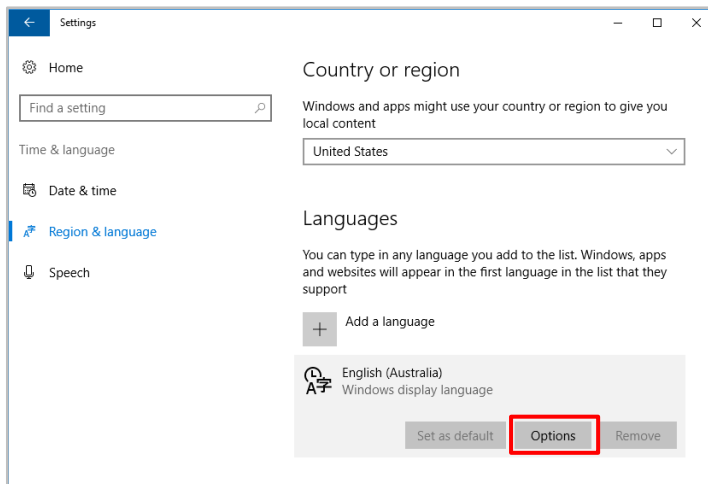 Settings
Home
Find a setting
Time & language
Date & time
Region & language
Speech
Country or region
Windows and apps might use your country or region to give you
local content
United States
Languages
You can type in any language you add to the list. Windows, apps
and websites will appear in the first language in the list that they
support
Add a language
English (Australia)
Windows display language
Set as default Options Remove